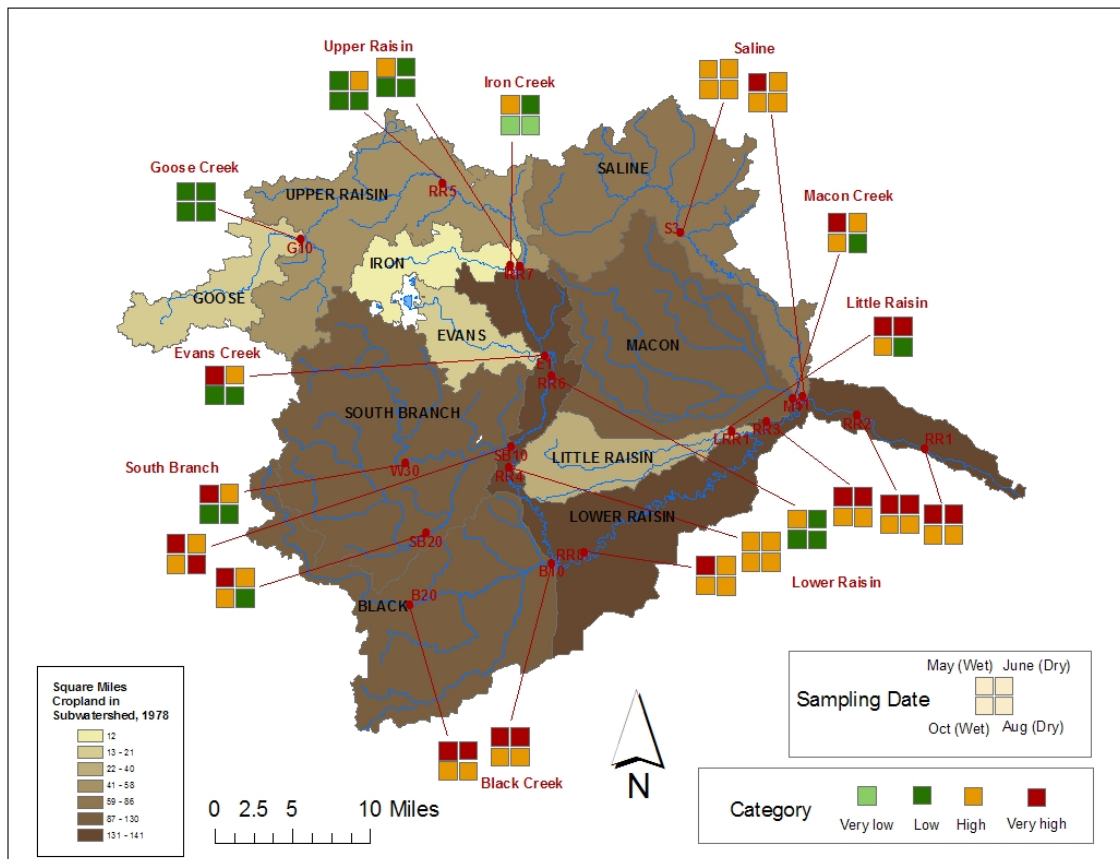 Upper Raisin
Saline
Iron Creek
Goose Creek
UPPER RAISIN
SALINE
RR5
Macon Creek
S3
G10
IRON
RR7
GOOSE
Little Raisin
EVANS
MACON
Evans Creek
E1
RR6
SOUTH BRANCH
M11
RR2
RR3
LRR1
RR1
South Branch
SB10
LITTLE RAISIN
W30
RR4
LOWER RAISIN
SB20
RR8
B10
Lower Raisin
BLACK
B20
May (Wet) June (Dry)
Sampling Date
Oct (Wet) Aug (Dry)
Square Miles
Cropland in
Subwatershed, 1978
12
13 - 21
22 - 40
41 - 58
59 - 86
87 - 130
131 - 141
Black Creek
N
0 2.5 5 10 Miles
Category
Very low Low High Very high